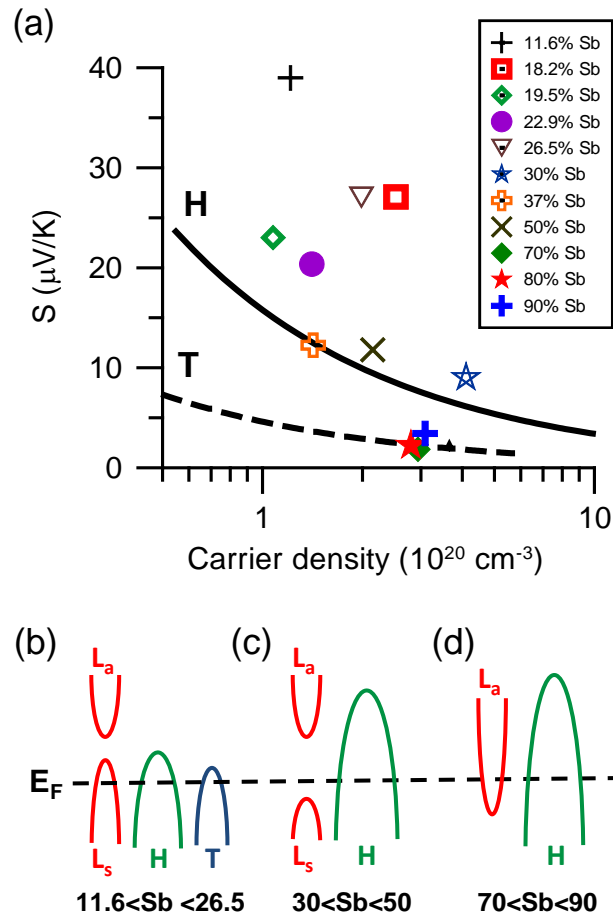 (a)
S (μV/K)
40
30
20
10
0
H
T
1
10
Carrier density (10²⁰ cm⁻³)
11.6% Sb
18.2% Sb
19.5% Sb
22.9% Sb
26.5% Sb
30% Sb
37% Sb
50% Sb
70% Sb
80% Sb
90% Sb
(b) (c) (d)
Lₐ Lₐ Lₐ
E_F
Lₛ H T Lₛ H H
11.6<Sb <26.5 30<Sb<50 70<Sb<90